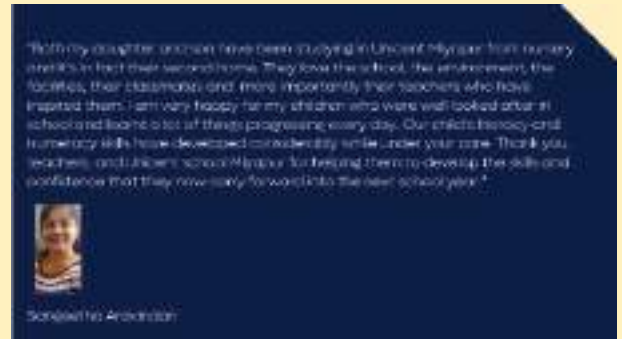 "Both my daughter and son have been studying in Unicent Miyapur from nursery
and it's in fact their second home. They love the school, the environment, the
facilities, their classmates and more importantly their teachers who have
inspired them. I am very happy for my children who were well looked after in
school and learnt a lot of things progressing every day. Our child's literacy and
numeracy skills have developed considerably while under your care. Thank you
teachers, and Unicent school Miyapur for helping them to develop the skills and
confidence that they now carry forward into the next school year."